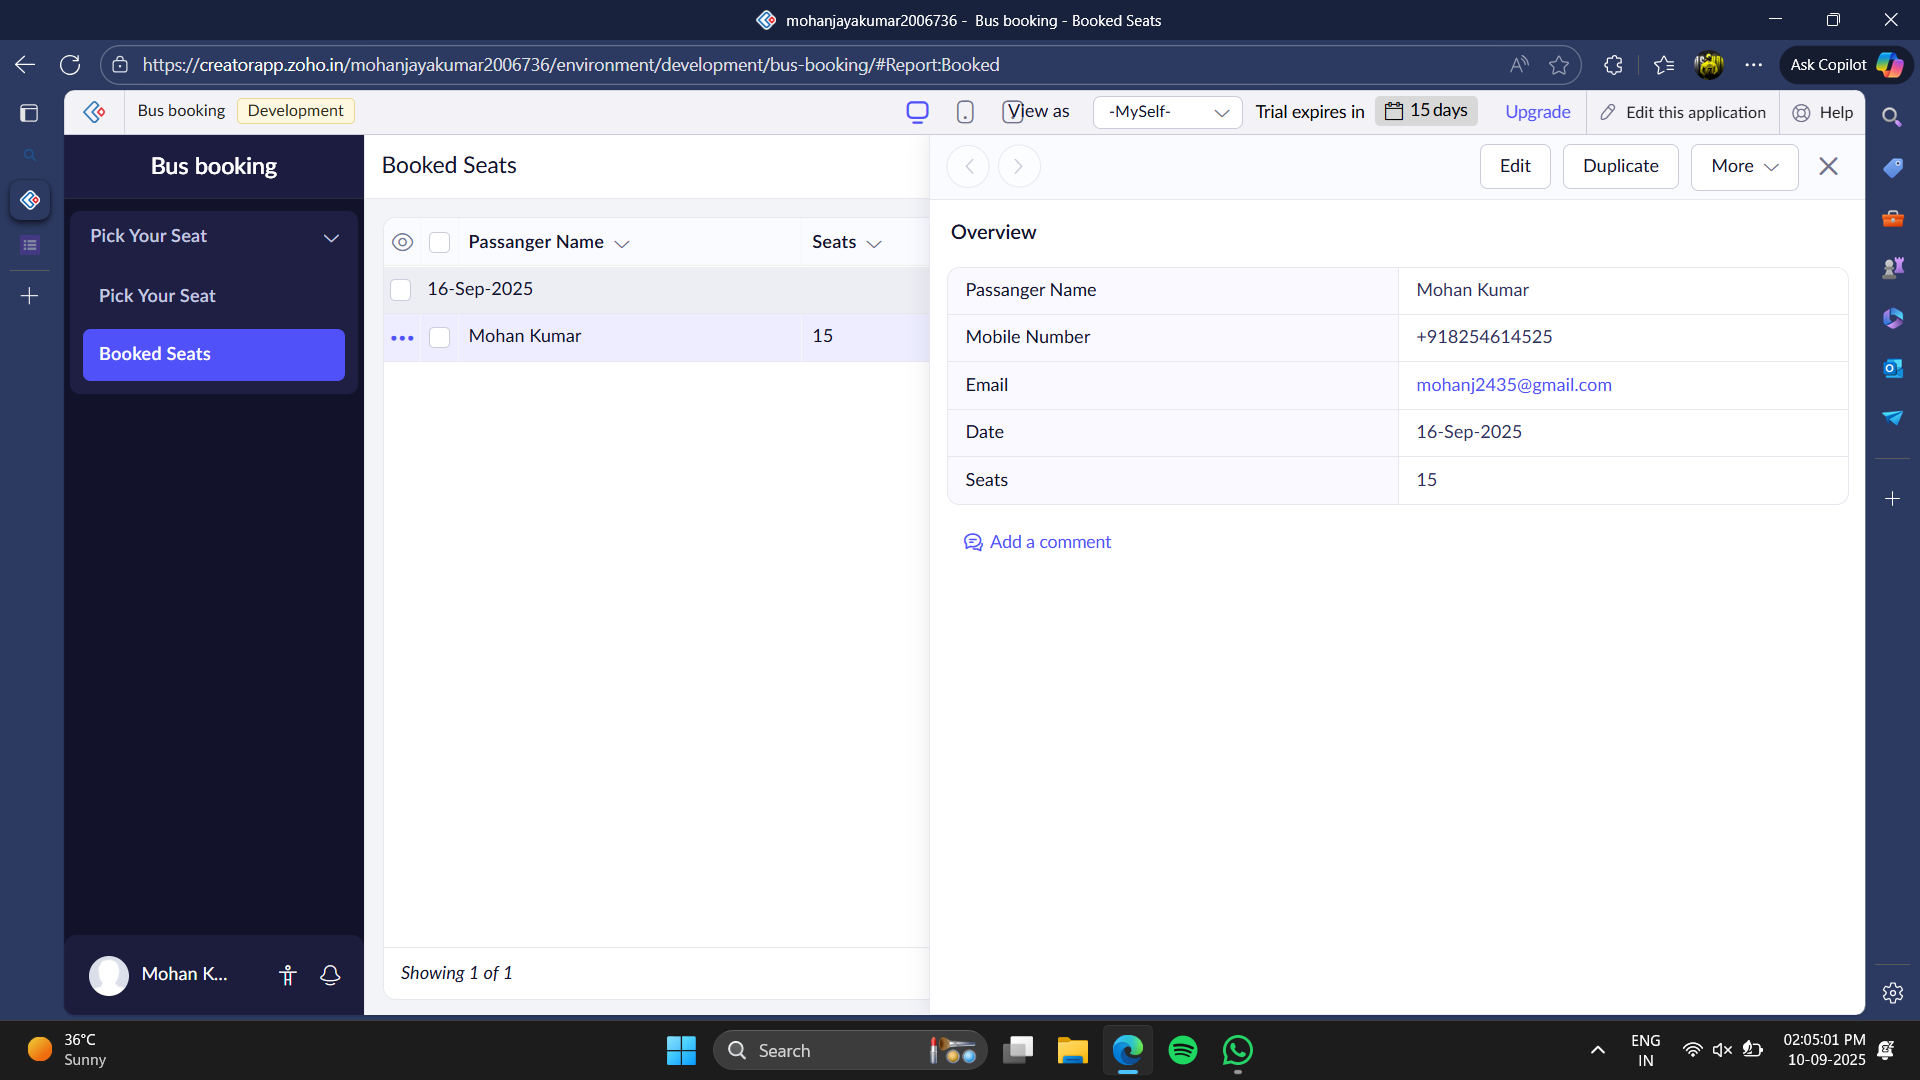 mohanjayakumar2006736 - Bus booking - Booked Seats
https://creatorapp.zoho.in/mohanjayakumar2006736/environment/development/bus-booking/#Report:Booked
Ask Copilot
Bus booking Development View as -MySelf- Trial expires in 15 days Upgrade Edit this application Help
Bus booking
Pick Your Seat
Pick Your Seat
Booked Seats
Mohan K...
Booked Seats
Passanger Name Seats
16-Sep-2025
Mohan Kumar 15
Showing 1 of 1
Edit Duplicate More
Overview
Passanger Name Mohan Kumar
Mobile Number +918254614525
Email mohanj2435@gmail.com
Date 16-Sep-2025
Seats 15
Add a comment
36°C
Sunny
Search
ENG
IN
02:05:01 PM
10-09-2025